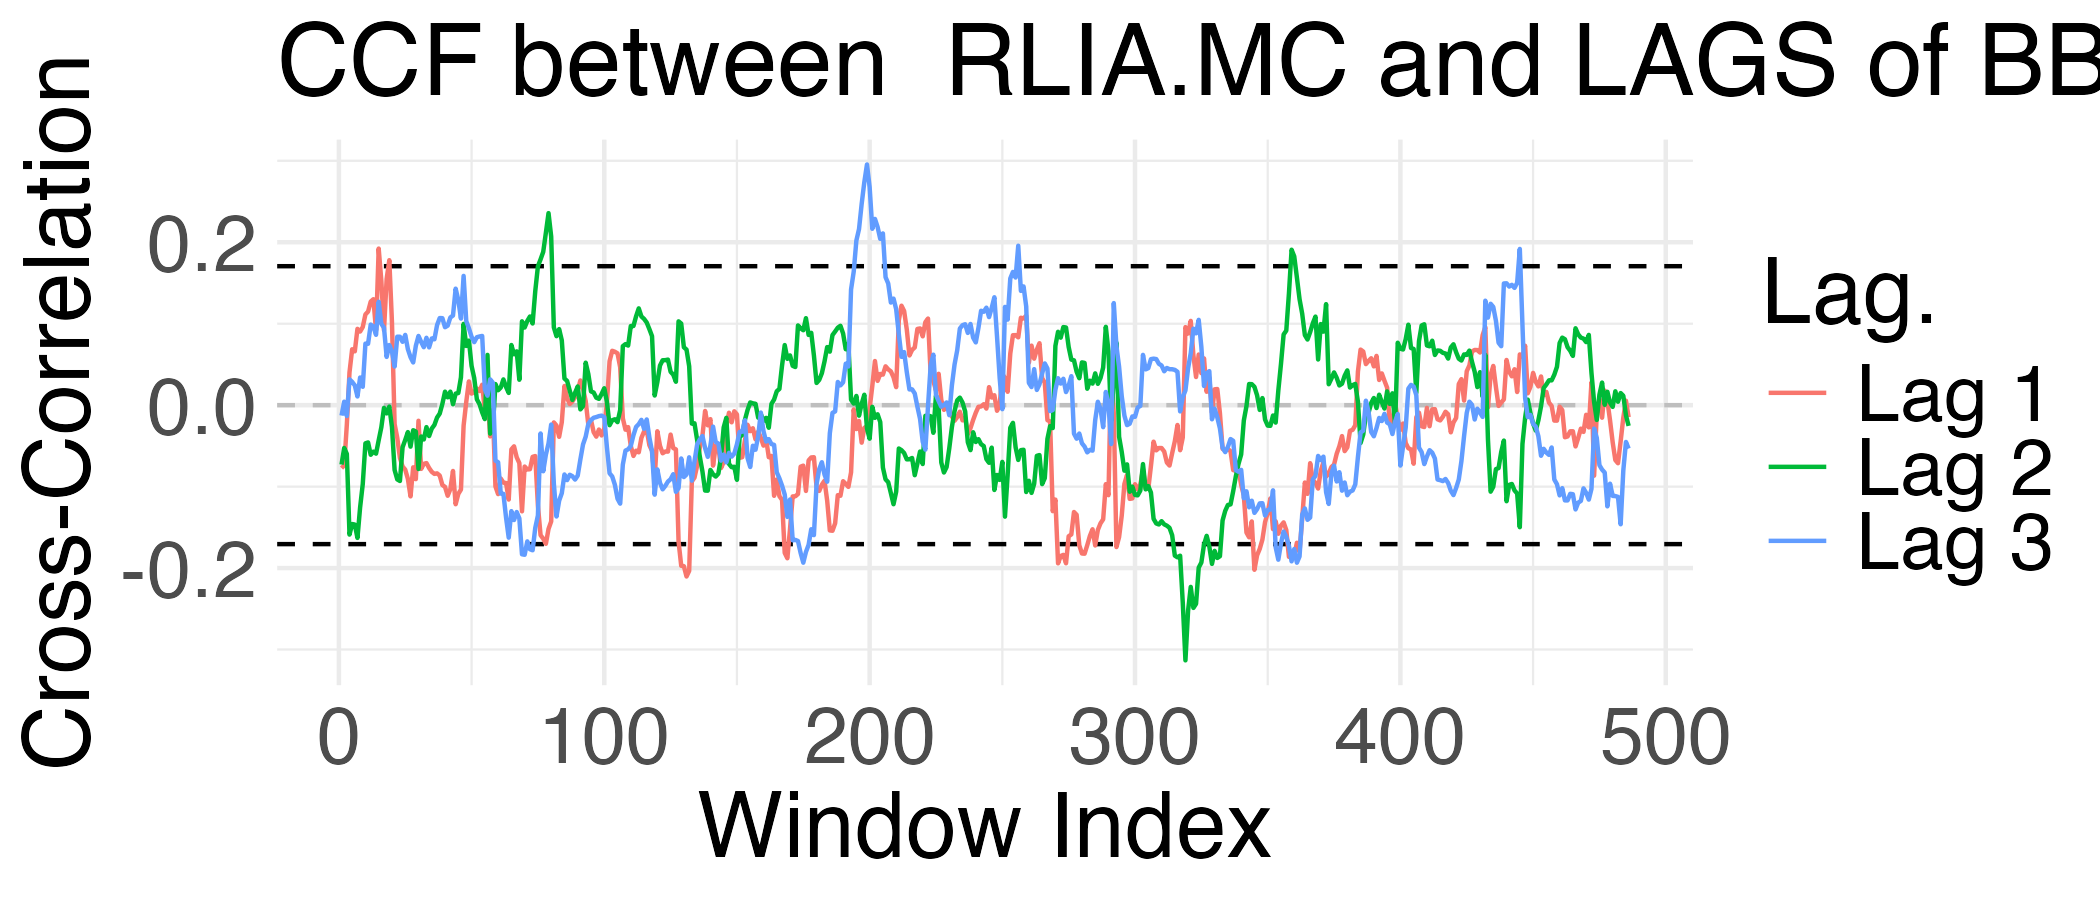 CCF between  RLIA.MC and LAGS of BB
Cross-Correlation
0.2
0.0
-0.2
0 100 200 300 400 500
Window Index
Lag.
Lag 1
Lag 2
Lag 3